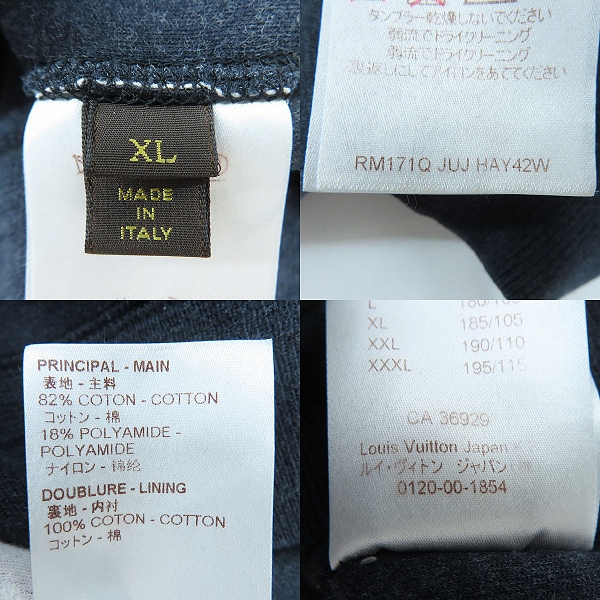 XL
MADE
IN
ITALY
タンブラー乾燥しないでください
弱流でドライクリーニング
弱流でドライクリーニング
裏返しにしてアイロンをあててください
RM171Q JUJ HAY42W
PRINCIPAL - MAIN
表地 - 主料
82% COTON - COTTON
コットン - 棉
18% POLYAMIDE -
POLYAMIDE
ナイロン - 锦纶
DOUBLURE - LINING
裏地 - 内衬
100% COTON - COTTON
コットン - 棉
L
XL 185/105
XXL 190/110
XXXL 195/115
CA 36929
Louis Vuitton Japan
ルイ・ヴィトン ジャパン
0120-00-1854